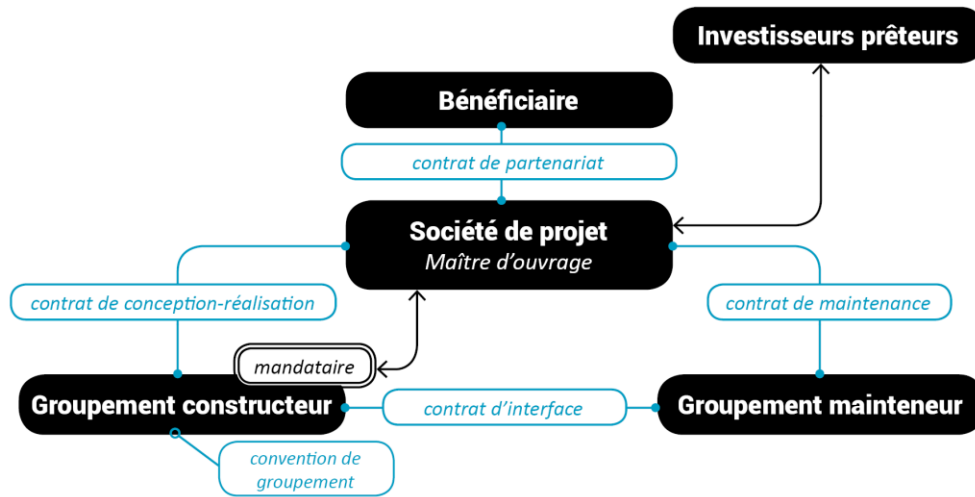 Investisseurs prêteurs
Bénéficiaire
contrat de partenariat
Société de projet
Maître d'ouvrage
contrat de conception-réalisation
contrat de maintenance
mandataire
Groupement constructeur
contrat d'interface
Groupement mainteneur
convention de
groupement